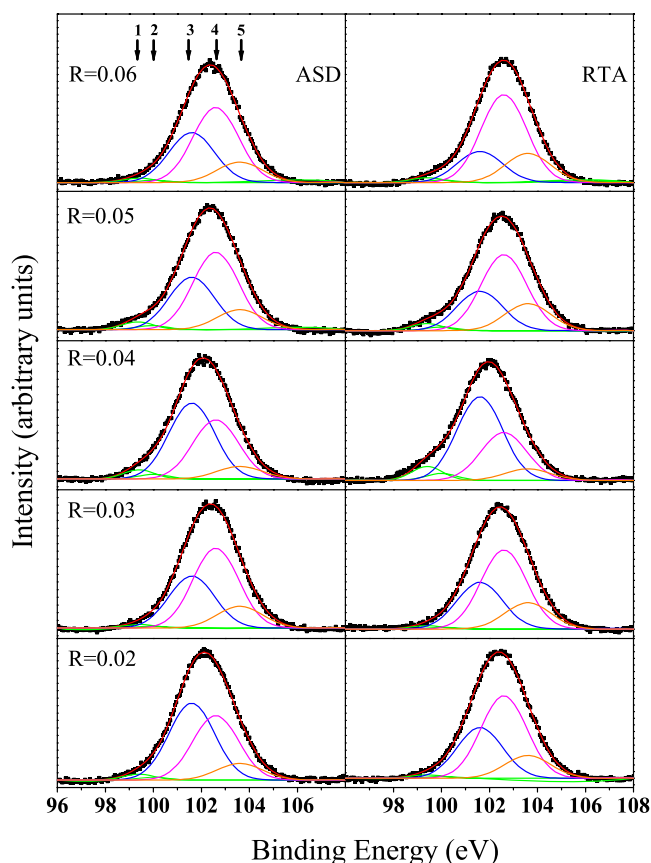 1 2 3 4 5
R=0.06 ASD RTA
R=0.05
R=0.04
R=0.03
R=0.02
Intensity (arbitrary units)
96 98 100 102 104 106 98 100 102 104 106 108
Binding Energy (eV)